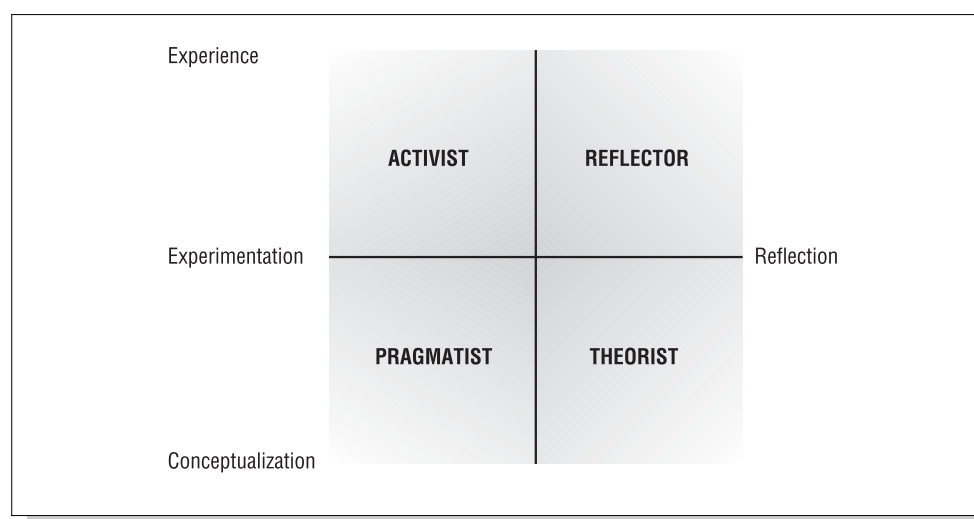 Experience
ACTIVIST REFLECTOR
Experimentation Reflection
PRAGMATIST THEORIST
Conceptualization